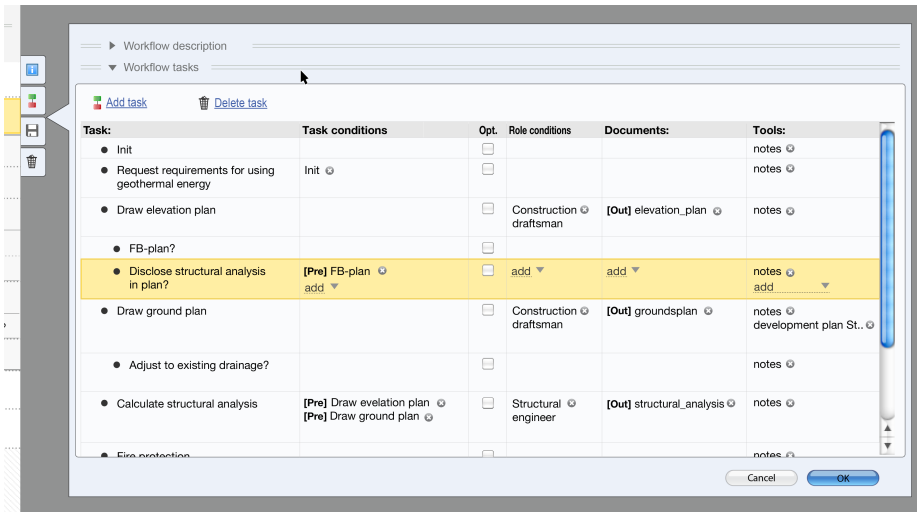 Workflow description
Workflow tasks
Add task Delete task
Task: Task conditions Opt. Role conditions Documents: Tools:
Init notes
Request requirements for using Init notes
geothermal energy
Draw elevation plan Construction [Out] elevation_plan notes
draftsman
FB-plan?
Disclose structural analysis [Pre] FB-plan add add notes
in plan? add add
Draw ground plan Construction [Out] groundsplan notes
draftsman development plan St..
Adjust to existing drainage? notes
Calculate structural analysis [Pre] Draw evelation plan Structural [Out] structural_analysis notes
[Pre] Draw ground plan engineer
Fire protection notes
Cancel OK